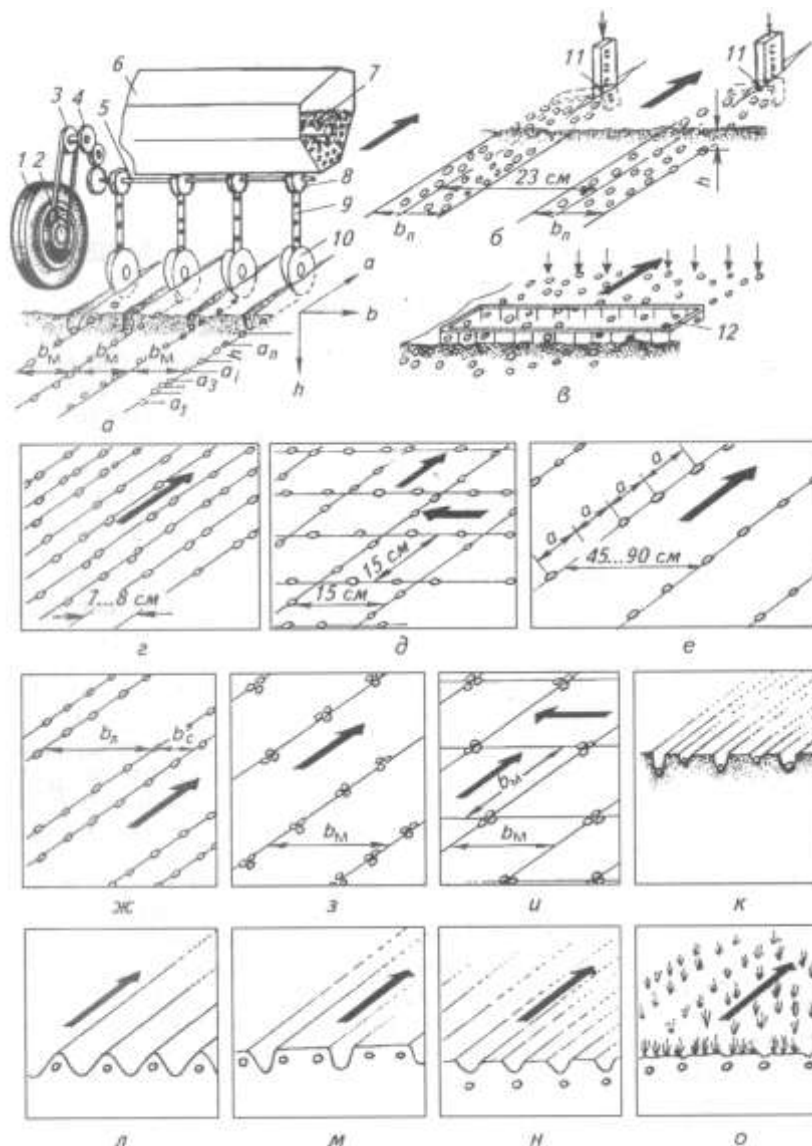 6
7
3 4
5
1 2
8
9
10
a
b
h
bм bм bм
h
aп
ai
a3
a1
а
11
11
23 см
h
bл
bл
б
12
в
7...8 см
г
15 см
15 см
д
a a a a
45...90 см
е
bл bс
ж
bм
з
bм
bм
и
к
л
м
н
о